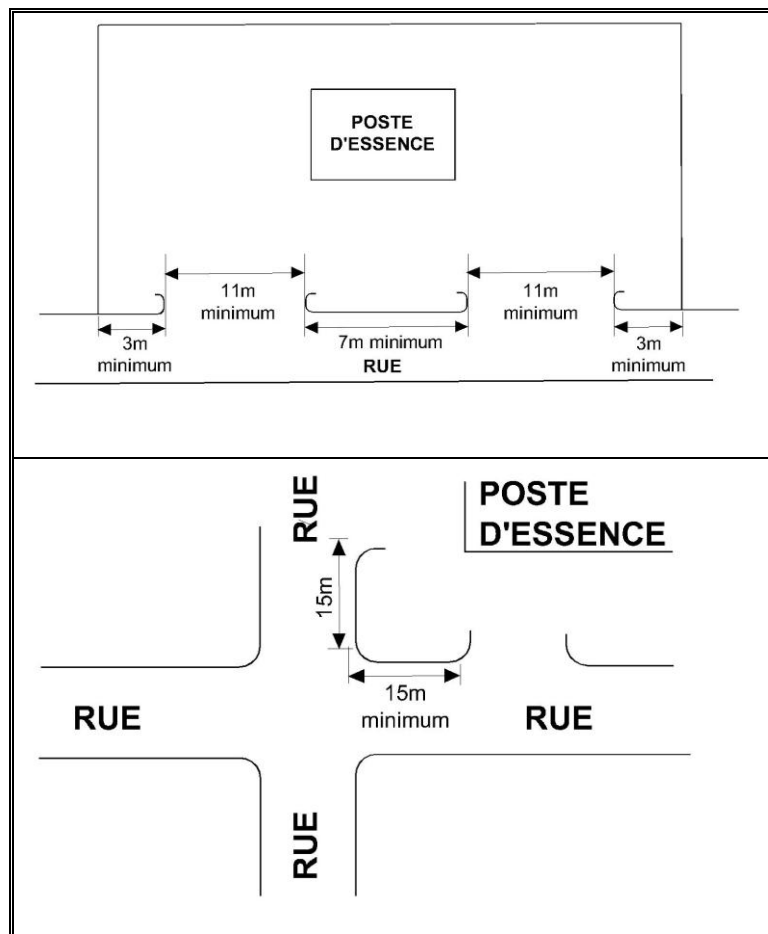 POSTE
D'ESSENCE
11m
minimum
11m
minimum
3m
minimum
7m minimum
RUE
3m
minimum
RUE
POSTE
D'ESSENCE
15m
15m
minimum
RUE
RUE
RUE